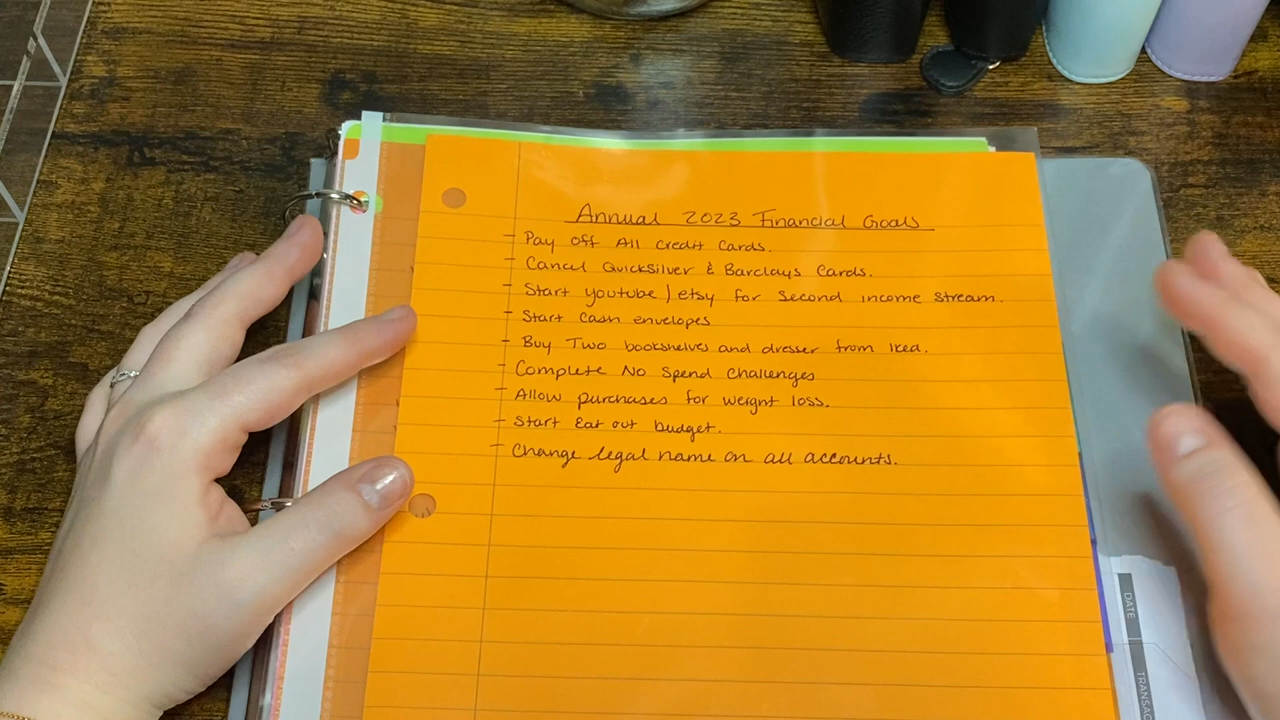 Annual 2023 Financial Goals
- Pay off All credit cards.
- Cancel Quicksilver & Barclays Cards.
- Start youtube / etsy for second income stream.
- Start Cash envelopes
- Buy Two bookshelves and dresser from Ikea.
- Complete No Spend Challenges
- Allow purchases for weight loss.
- Start Eat out budget.
- Change legal name on all accounts.
DATE